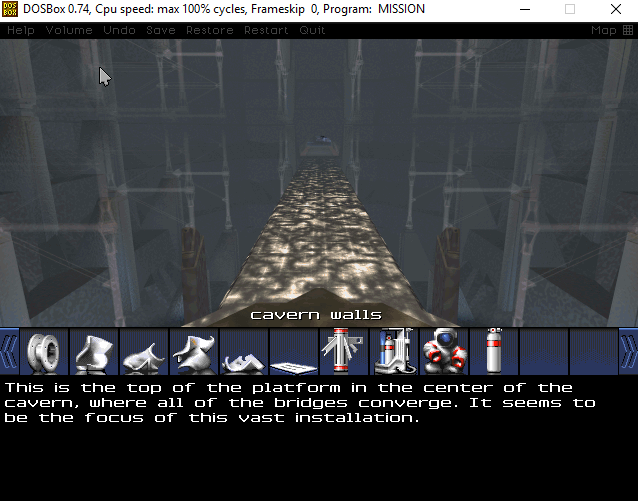 DOSBox 0.74, Cpu speed: max 100% cycles, Frameskip 0, Program: MISSION
Help Volume Undo Save Restore Restart Quit Map
cavern walls
This is the top of the platform in the center of the
cavern, where all of the bridges converge. It seems to
be the focus of this vast installation.